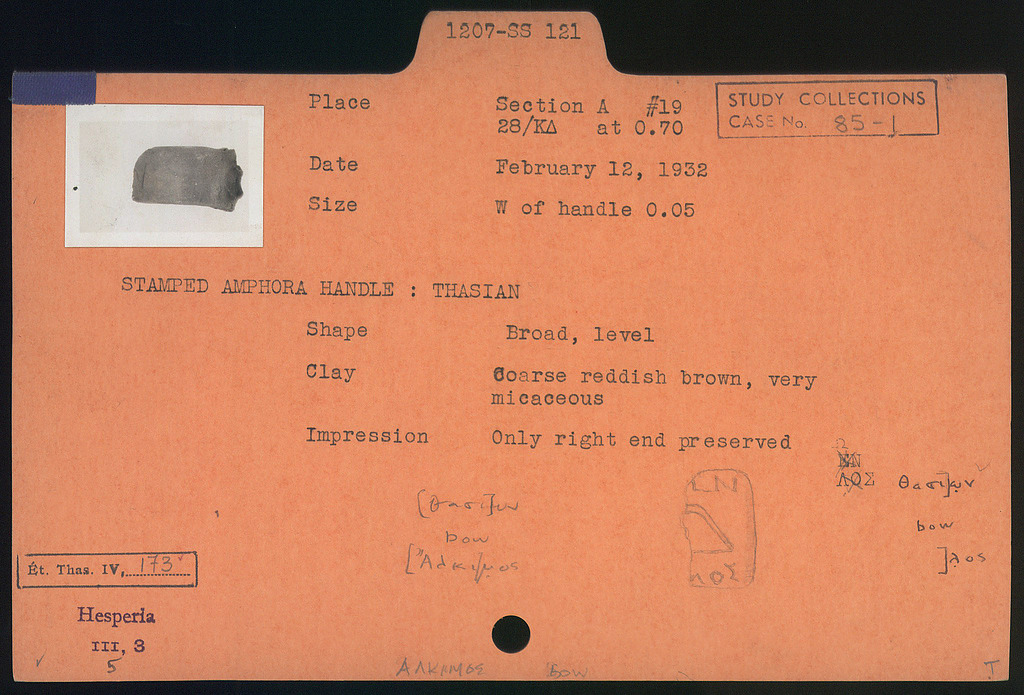 1207-SS 121
Place Section A #19
28/ΚΔ at 0.70
STUDY COLLECTIONS
CASE No. 85-1
Date February 12, 1932
Size W of handle 0.05
STAMPED AMPHORA HANDLE : THASIAN
Shape Broad, level
Clay Coarse reddish brown, very
micaceous
Impression Only right end preserved
ΛΟΣ
Θασί]ων
bow
]λος
[Θασί]ων
bow
[Ἄλκιμος
ΛΟΣ
Ét. Thas. IV, 173
Hesperia
III, 3
5
ΑΛΚΙΜΟΣ bow
T